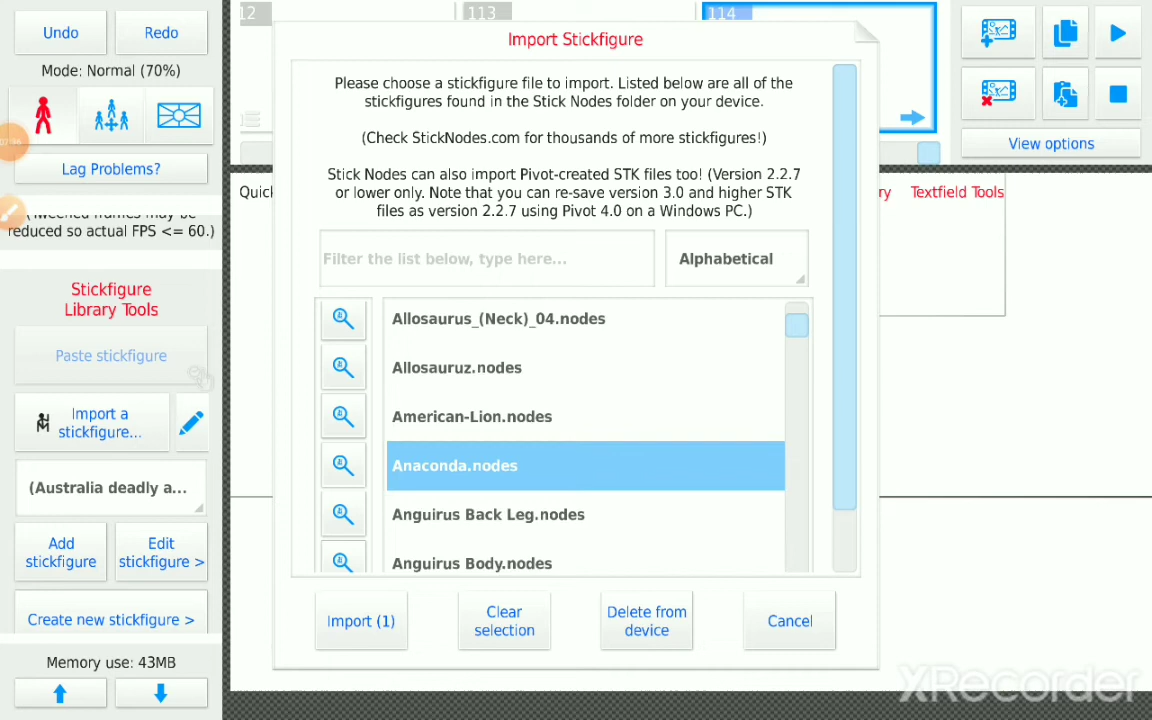 Undo
Redo
Mode: Normal (70%)
Lag Problems?
reduced so actual FPS <= 60.)
Stickfigure
Library Tools
Paste stickfigure
Import a
stickfigure...
(Australia deadly a...
Add
stickfigure
Edit
stickfigure >
Create new stickfigure >
Memory use: 43MB
12
113
114
Import Stickfigure
Please choose a stickfigure file to import. Listed below are all of the
stickfigures found in the Stick Nodes folder on your device.
(Check StickNodes.com for thousands of more stickfigures!)
Stick Nodes can also import Pivot-created STK files too! (Version 2.2.7
or lower only. Note that you can re-save version 3.0 and higher STK
files as version 2.2.7 using Pivot 4.0 on a Windows PC.)
Filter the list below, type here...
Alphabetical
Allosaurus_(Neck)_04.nodes
Allosauruz.nodes
American-Lion.nodes
Anaconda.nodes
Anguirus Back Leg.nodes
Anguirus Body.nodes
Import (1)
Clear
selection
Delete from
device
Cancel
View options
Quick
ry
Textfield Tools
XRecorder